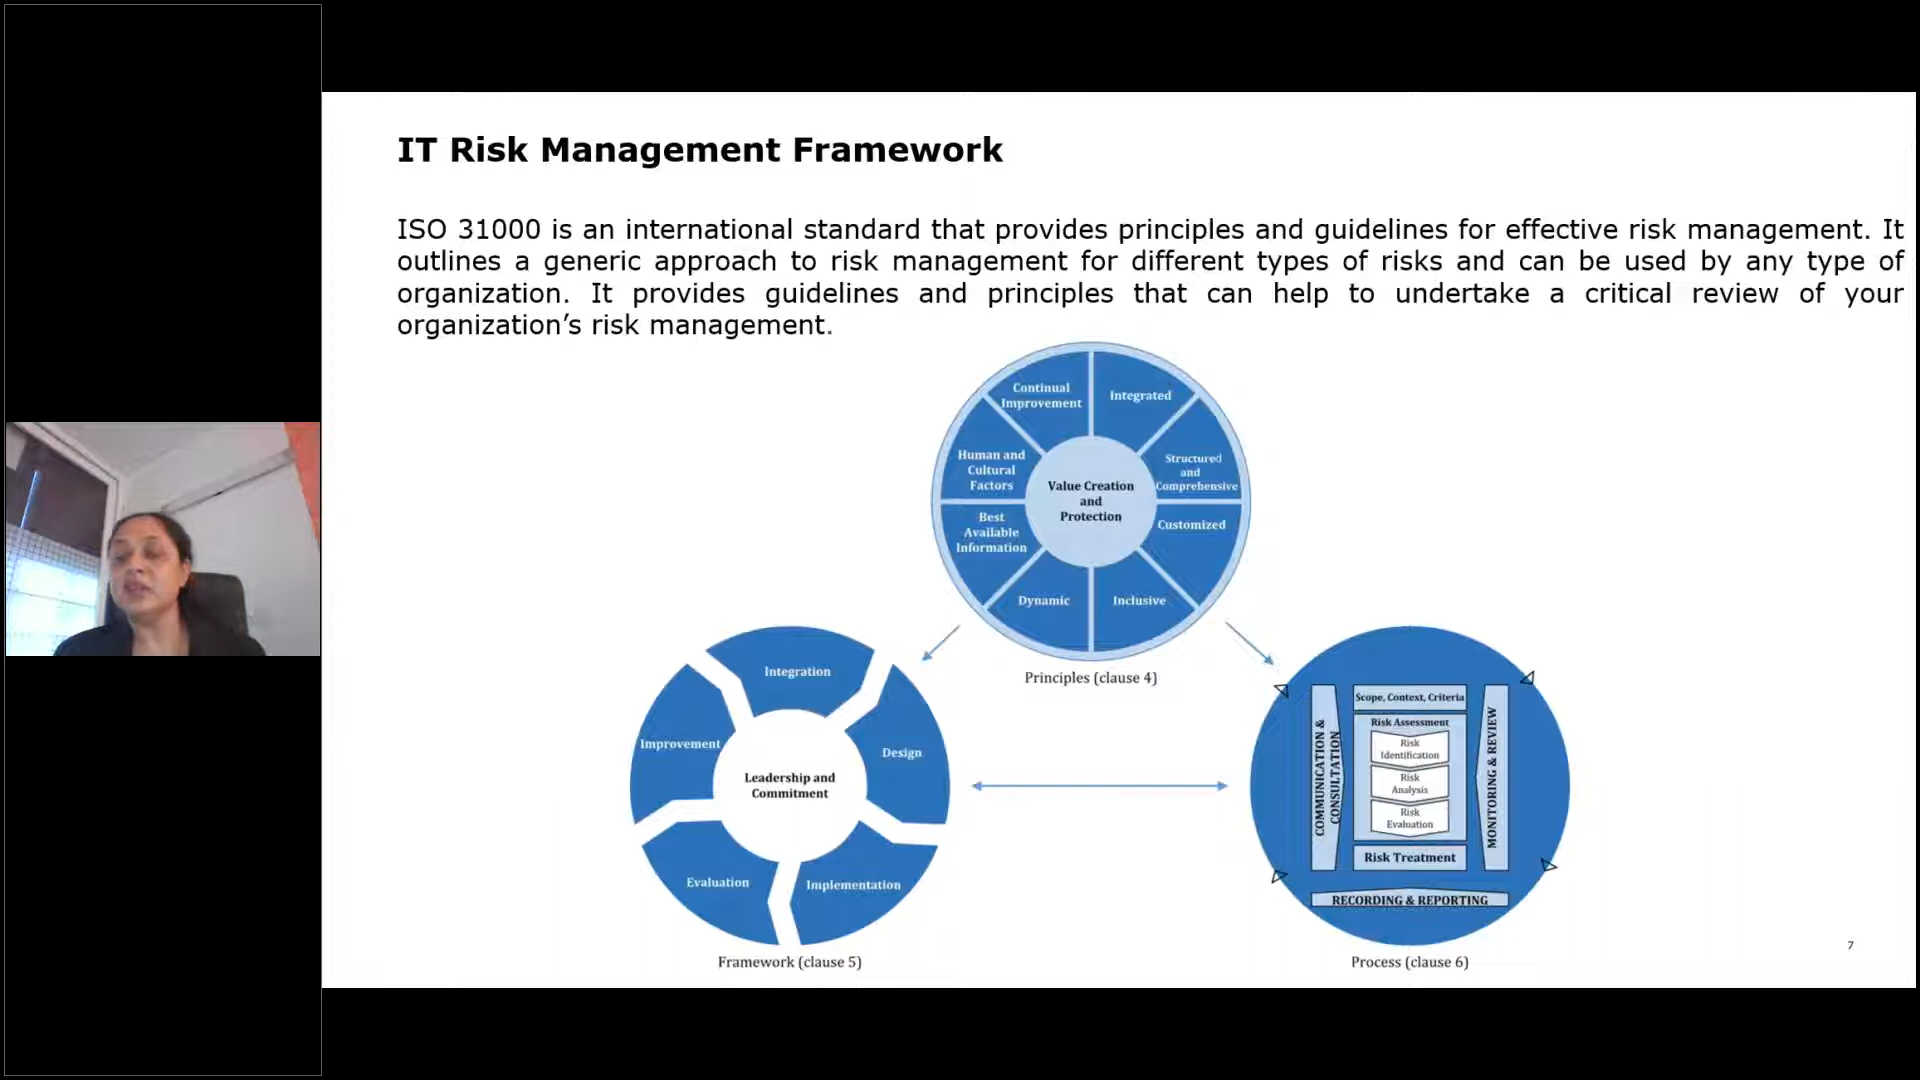 IT Risk Management Framework
ISO 31000 is an international standard that provides principles and guidelines for effective risk management. It
outlines a generic approach to risk management for different types of risks and can be used by any type of
organization. It provides guidelines and principles that can help to undertake a critical review of your
organization’s risk management.
Continual
Improvement
Integrated
Human and
Cultural
Factors
Structured
and
Comprehensive
Value Creation
and
Protection
Best
Available
Information
Customized
Dynamic
Inclusive
Principles (clause 4)
Integration
Improvement
Design
Leadership and
Commitment
Evaluation
Implementation
Framework (clause 5)
COMMUNICATION &
CONSULTATION
Scope, Context, Criteria
Risk Assessment
Risk
Identification
Risk
Analysis
Risk
Evaluation
Risk Treatment
MONITORING & REVIEW
RECORDING & REPORTING
Process (clause 6)
7